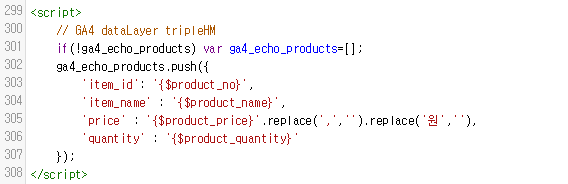 299 <script>
300     // GA4 dataLayer tripleHM
301     if(!ga4_echo_products) var ga4_echo_products=[];
302     ga4_echo_products.push({
303         'item_id': '{$product_no}',
304         'item_name' : '{$product_name}',
305         'price' : '{$product_price}'.replace(',','').replace('원',''),
306         'quantity' : '{$product_quantity}'
307     });
308 </script>